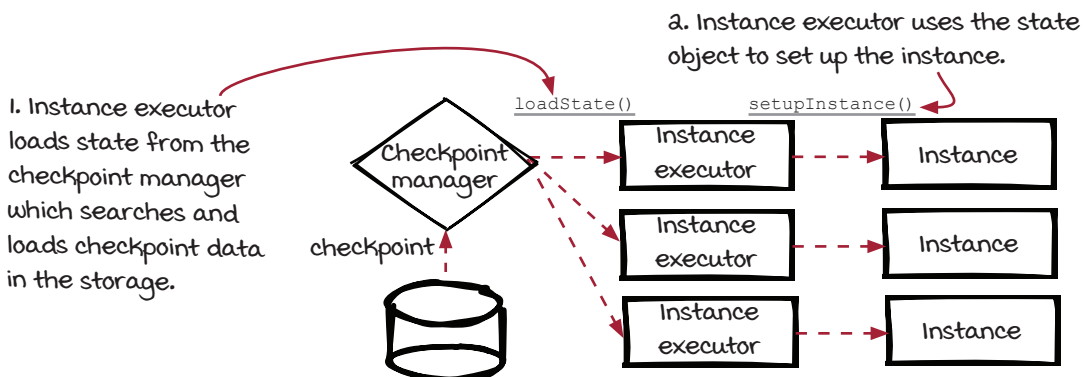 2. Instance executor uses the state
object to set up the instance.
1. Instance executor
loads state from the
checkpoint manager
which searches and
loads checkpoint data
in the storage.
loadState()
setupInstance()
Checkpoint
manager
checkpoint
Instance
executor
Instance
Instance
executor
Instance
Instance
executor
Instance